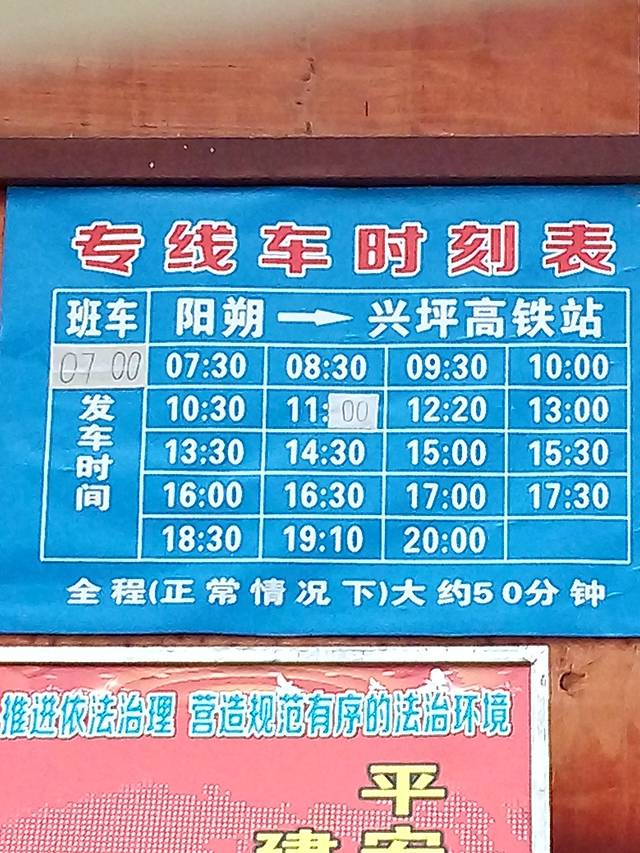 专线车时刻表
班车 阳朔 → 兴坪高铁站
07 00 07:30 08:30 09:30 10:00
发车时间 10:30 11:00 12:20 13:00
13:30 14:30 15:00 15:30
16:00 16:30 17:00 17:30
18:30 19:10 20:00
全程(正常情况下)大约50分钟
推进依法治理 营造规范有序的法治环境
平
建安